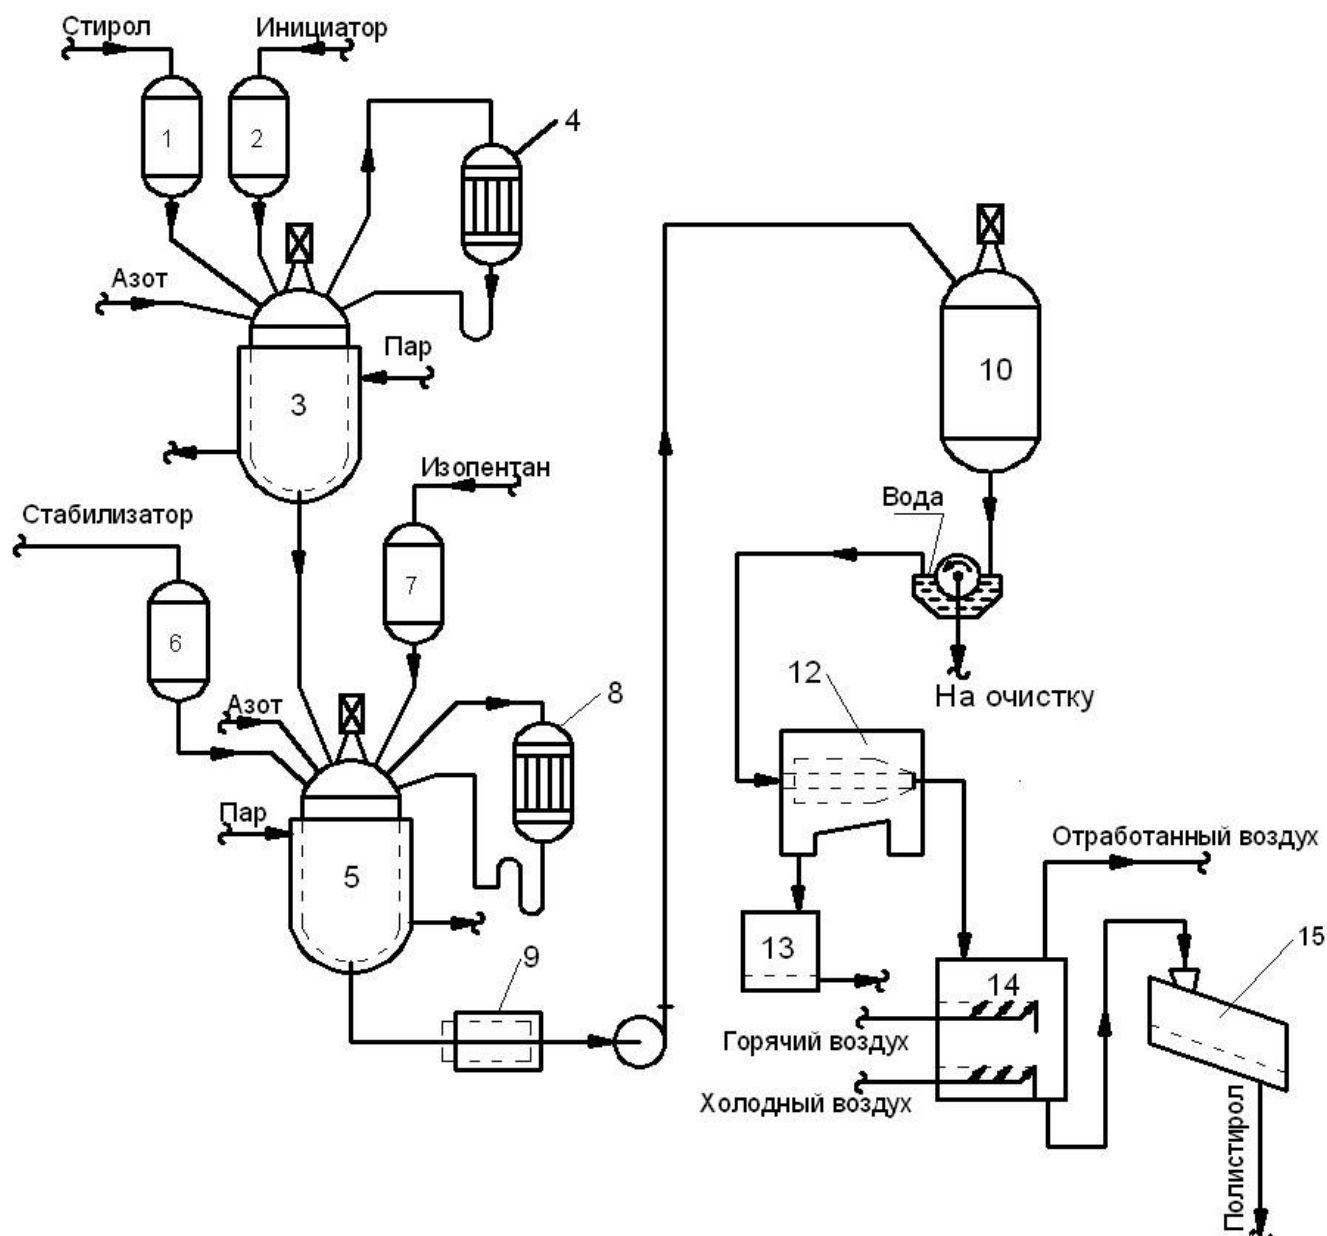 Стирол
Инициатор
1
2
4
Азот
Пар
3
10
Изопентан
Вода
Стабилизатор
7
6
На очистку
12
Азот
8
Пар
5
Отработанный воздух
13
9
14
15
Горячий воздух
Холодный воздух
Полистирол